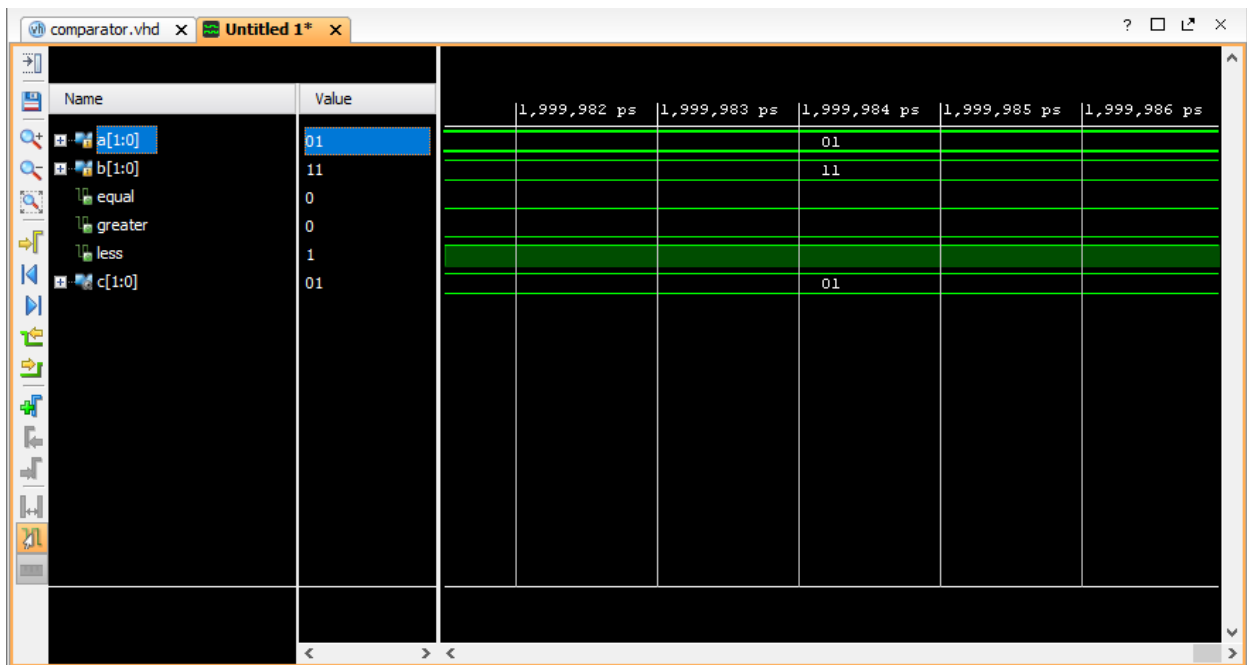 comparator.vhd Untitled 1*
Name Value
1,999,982 ps 1,999,983 ps 1,999,984 ps 1,999,985 ps 1,999,986 ps
a[1:0] 01 01
b[1:0] 11 11
equal 0
greater 0
less 1
c[1:0] 01 01